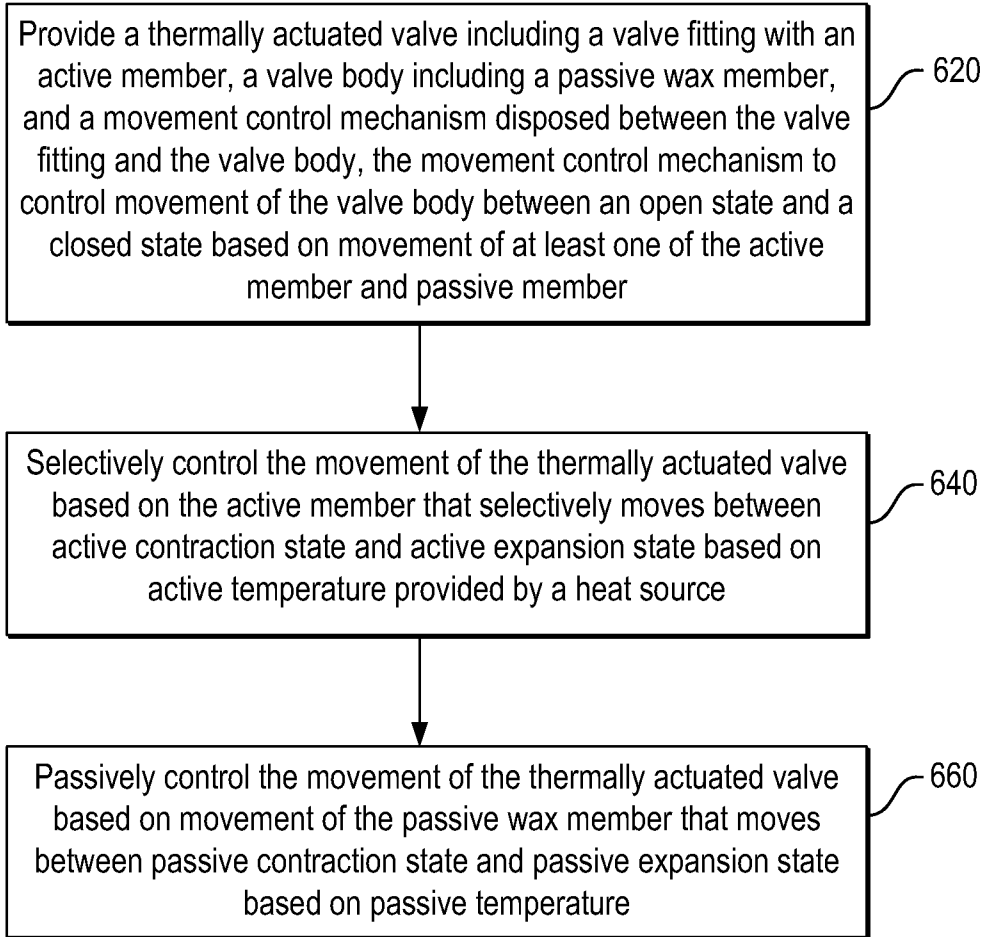 Provide a thermally actuated valve including a valve fitting with an
active member, a valve body including a passive wax member,
and a movement control mechanism disposed between the valve
fitting and the valve body, the movement control mechanism to
control movement of the valve body between an open state and a
closed state based on movement of at least one of the active
member and passive member
620
Selectively control the movement of the thermally actuated valve
based on the active member that selectively moves between
active contraction state and active expansion state based on
active temperature provided by a heat source
640
Passively control the movement of the thermally actuated valve
based on movement of the passive wax member that moves
between passive contraction state and passive expansion state
based on passive temperature
660